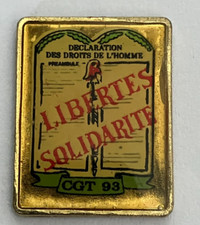 DECLARATION
DES DROITS DE L'HOMME
PREAMBULE
LIBERTES
SOLIDARITE
CGT 93